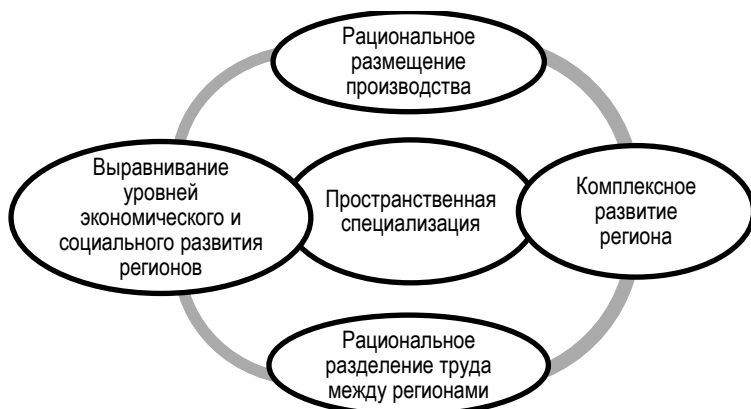 Рациональное
размещение
производства
Выравнивание
уровней
экономического и
социального развития
регионов
Пространственная
специализация
Комплексное
развитие
региона
Рациональное
разделение труда
между регионами